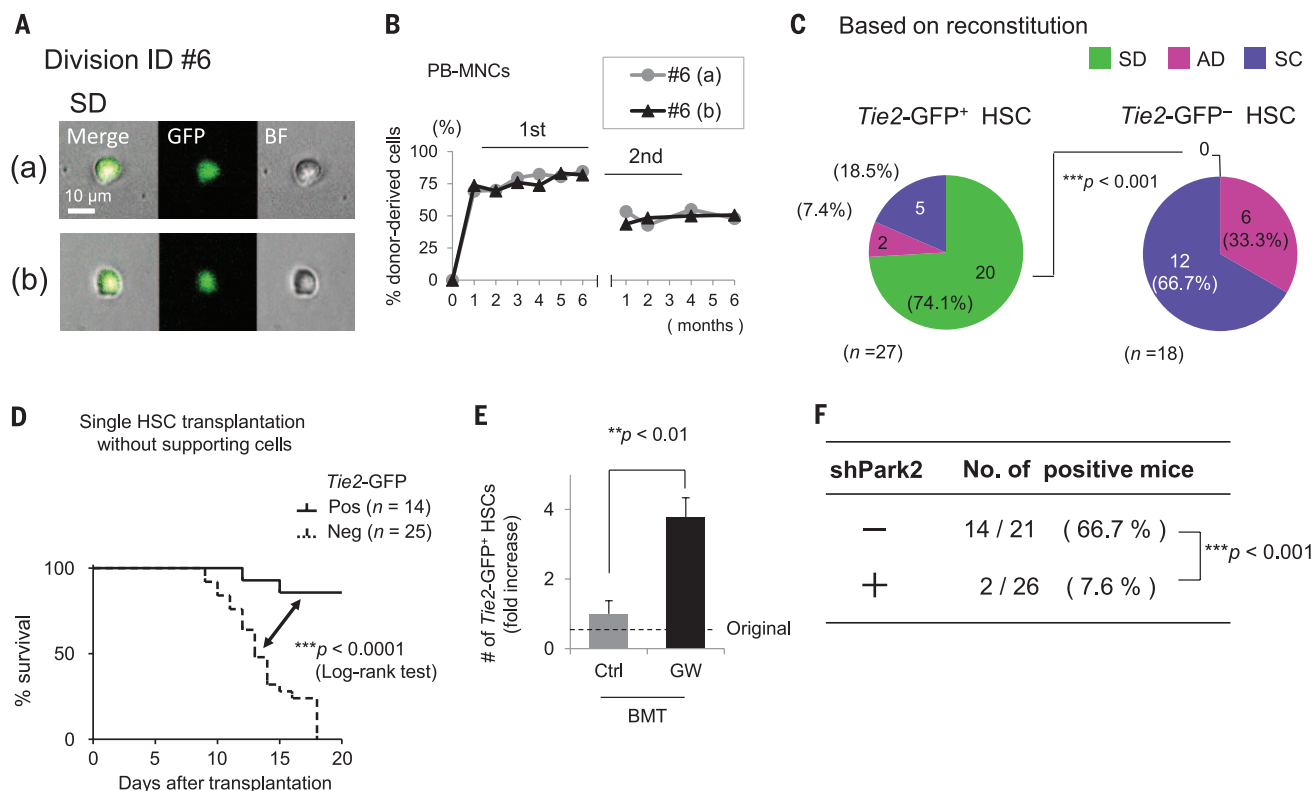 A
Division ID #6
SD
Merge GFP BF
(a)
10 µm
(b)
B
PB-MNCs
#6 (a)
#6 (b)
(%)
1st
2nd
% donor-derived cells
100
75
50
25
0
0 1 2 3 4 5 6 1 2 4 6
( months )
C Based on reconstitution
SD AD SC
Tie2-GFP+ HSC
Tie2-GFP− HSC
0
***p < 0.001
(18.5%)
(7.4%)
5
2
20
(74.1%)
6
(33.3%)
12
(66.7%)
(n =27)
(n =18)
D
Single HSC transplantation
without supporting cells
Tie2-GFP
Pos (n = 14)
Neg (n = 25)
% survival
100
50
0
***p < 0.0001
(Log-rank test)
0 5 10 15 20
Days after transplantation
E
**p < 0.01
# of Tie2-GFP+ HSCs
(fold increase)
4
2
0
Original
Ctrl GW
BMT
F
shPark2 No. of positive mice
− 14 / 21 ( 66.7 % )
***p < 0.001
+ 2 / 26 ( 7.6 % )